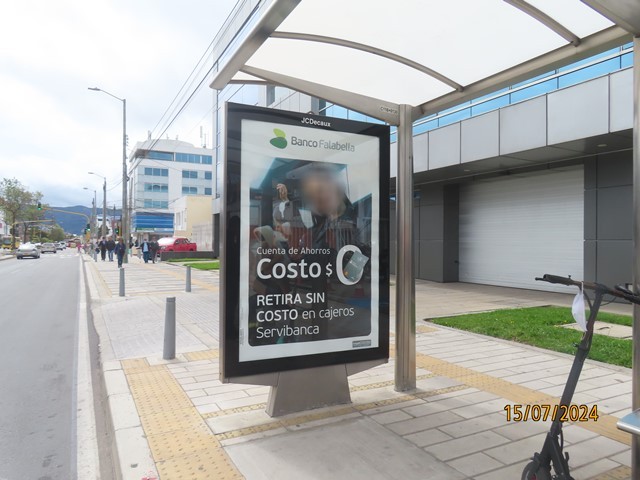 JCDecaux
Banco Falabella
Cuenta de Ahorros
Costo $0
RETIRA SIN
COSTO en cajeros
Servibanca
15/07/2024